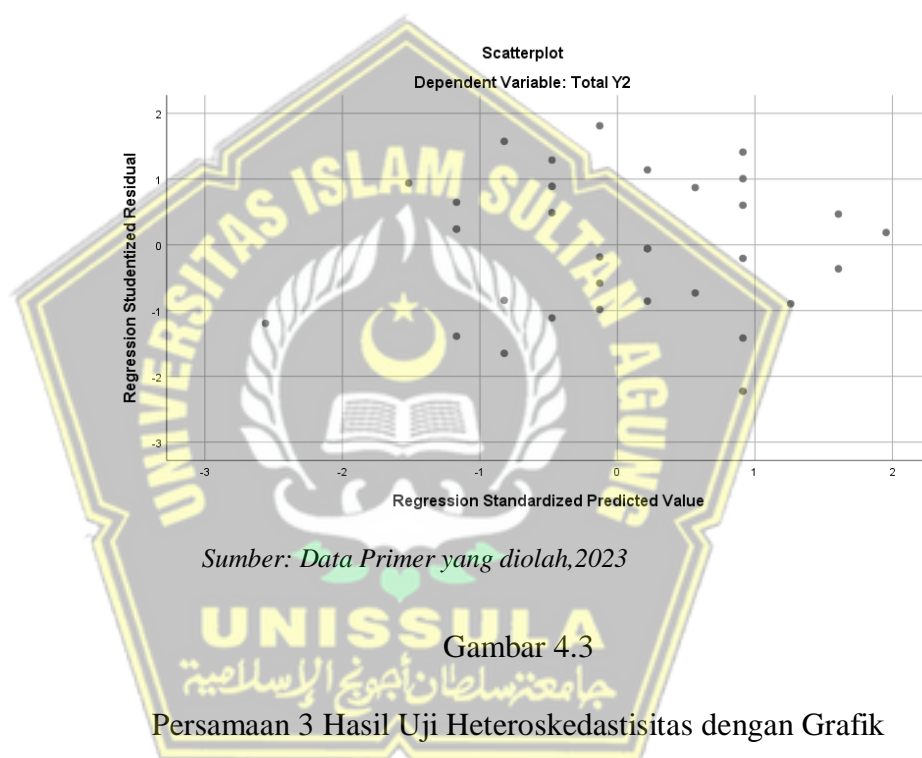 Scatterplot
Dependent Variable: Total Y2
2
1
0
-1
-2
-3
Regression Studentized Residual
-3
-2
-1
0
1
2
Regression Standardized Predicted Value
UNIVERSITAS ISLAM SULTAN AGUNG
Sumber: Data Primer yang diolah,2023
UNISSULA
جامعتسلطان أجونج الإسلامية
Gambar 4.3
Persamaan 3 Hasil Uji Heteroskedastisitas dengan Grafik